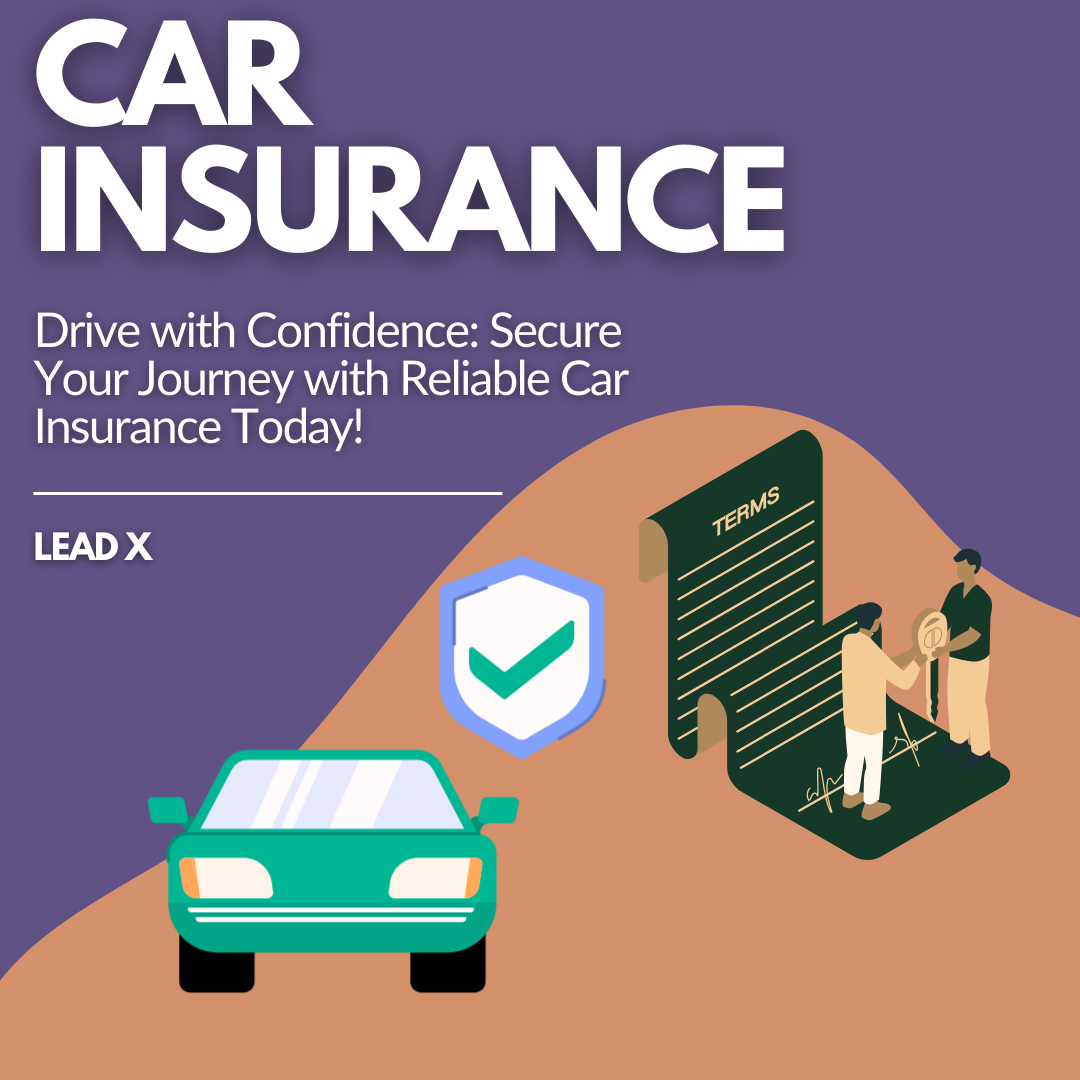 CAR
INSURANCE
Drive with Confidence: Secure
Your Journey with Reliable Car
Insurance Today!
LEAD X
TERMS